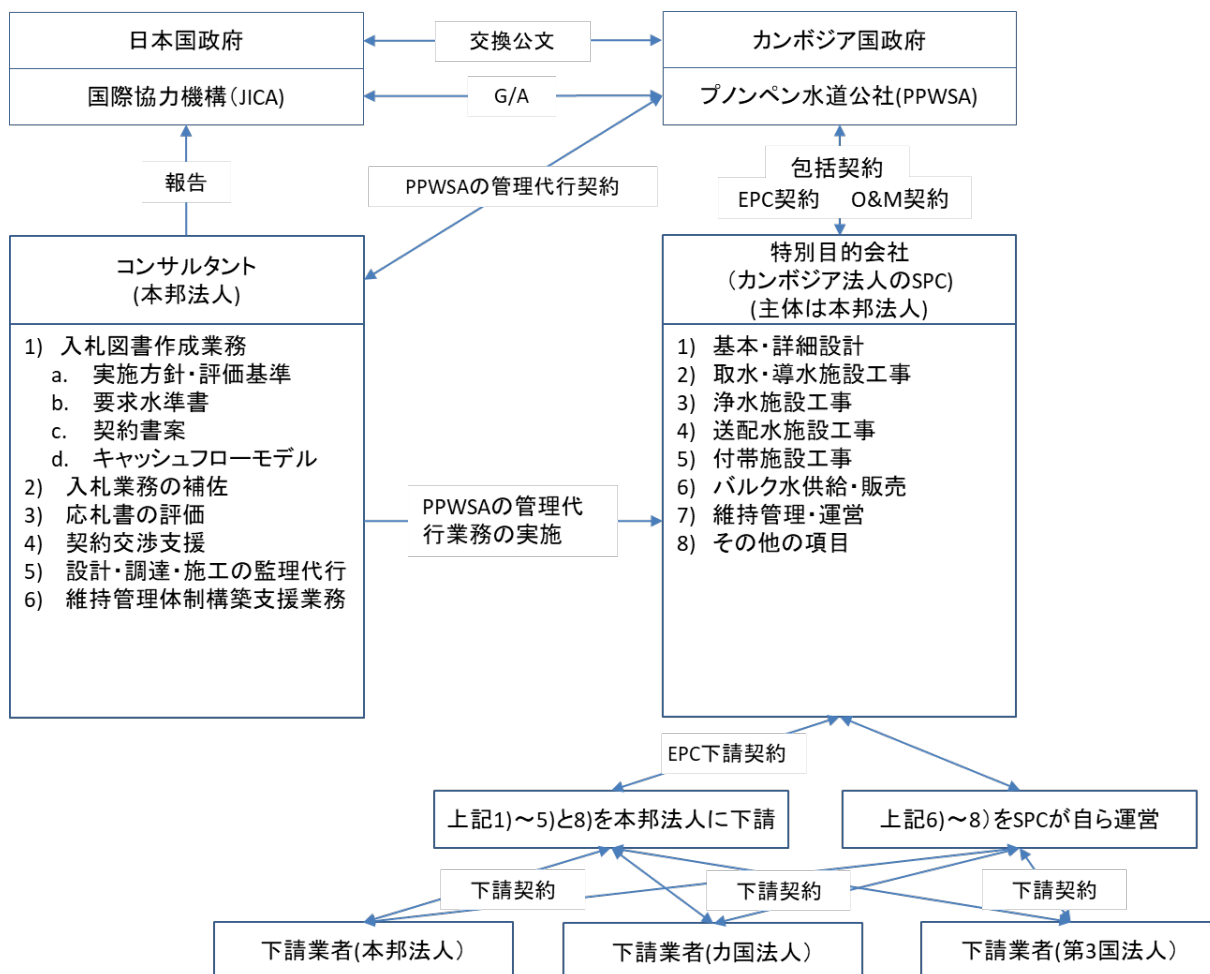 日本国政府
交換公文
カンボジア国政府
国際協力機構(JICA)
G/A
プノンペン水道公社(PPWSA)
報告
PPWSAの管理代行契約
包括契約
EPC契約 O&M契約
コンサルタント
(本邦法人)
1) 入札図書作成業務
a. 実施方針・評価基準
b. 要求水準書
c. 契約書案
d. キャッシュフローモデル
2) 入札業務の補佐
3) 応札書の評価
4) 契約交渉支援
5) 設計・調達・施工の監理代行
6) 維持管理体制構築支援業務
PPWSAの管理代
行業務の実施
特別目的会社
(カンボジア法人のSPC)
(主体は本邦法人)
1) 基本・詳細設計
2) 取水・導水施設工事
3) 浄水施設工事
4) 送配水施設工事
5) 付帯施設工事
6) バルク水供給・販売
7) 維持管理・運営
8) その他の項目
EPC下請契約
上記1)～5)と8)を本邦法人に下請
上記6)～8）をSPCが自ら運営
下請契約
下請契約
下請契約
下請業者(本邦法人）
下請業者(カ国法人）
下請業者(第3国法人）